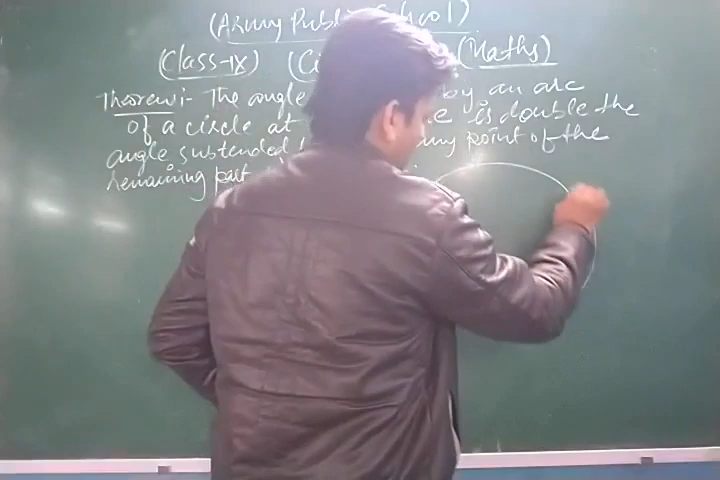 (Army Public School)
(Class-IX) (Ci (Maths)
Theorem:- The angle by an arc
of a circle at is double the
angle subtended any point of the
remaining part